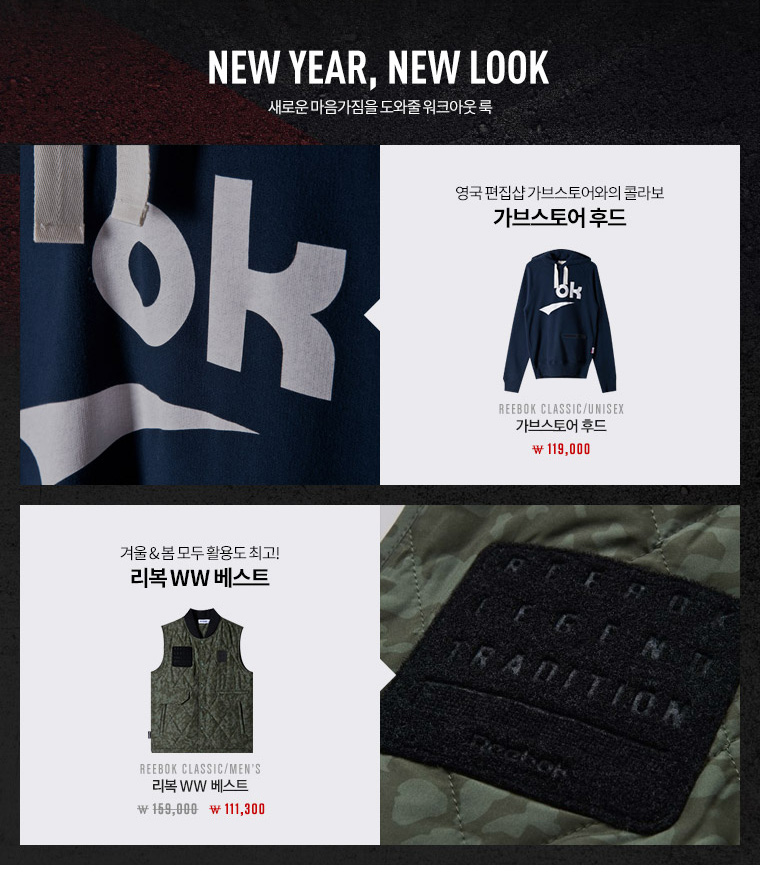 NEW YEAR, NEW LOOK
새로운 마음가짐을 도와줄 워크아웃 룩
ok
영국 편집샵 가브스토어와의 콜라보
가브스토어 후드
ok
REEBOK CLASSIC/UNISEX
가브스토어 후드
₩ 119,000
겨울 & 봄 모두 활용도 최고!
리복 WW 베스트
REEBOK CLASSIC/MEN'S
리복 WW 베스트
₩ 159,000 ₩ 111,300
REEBOK
LEGEND
TRADITION
Reebok